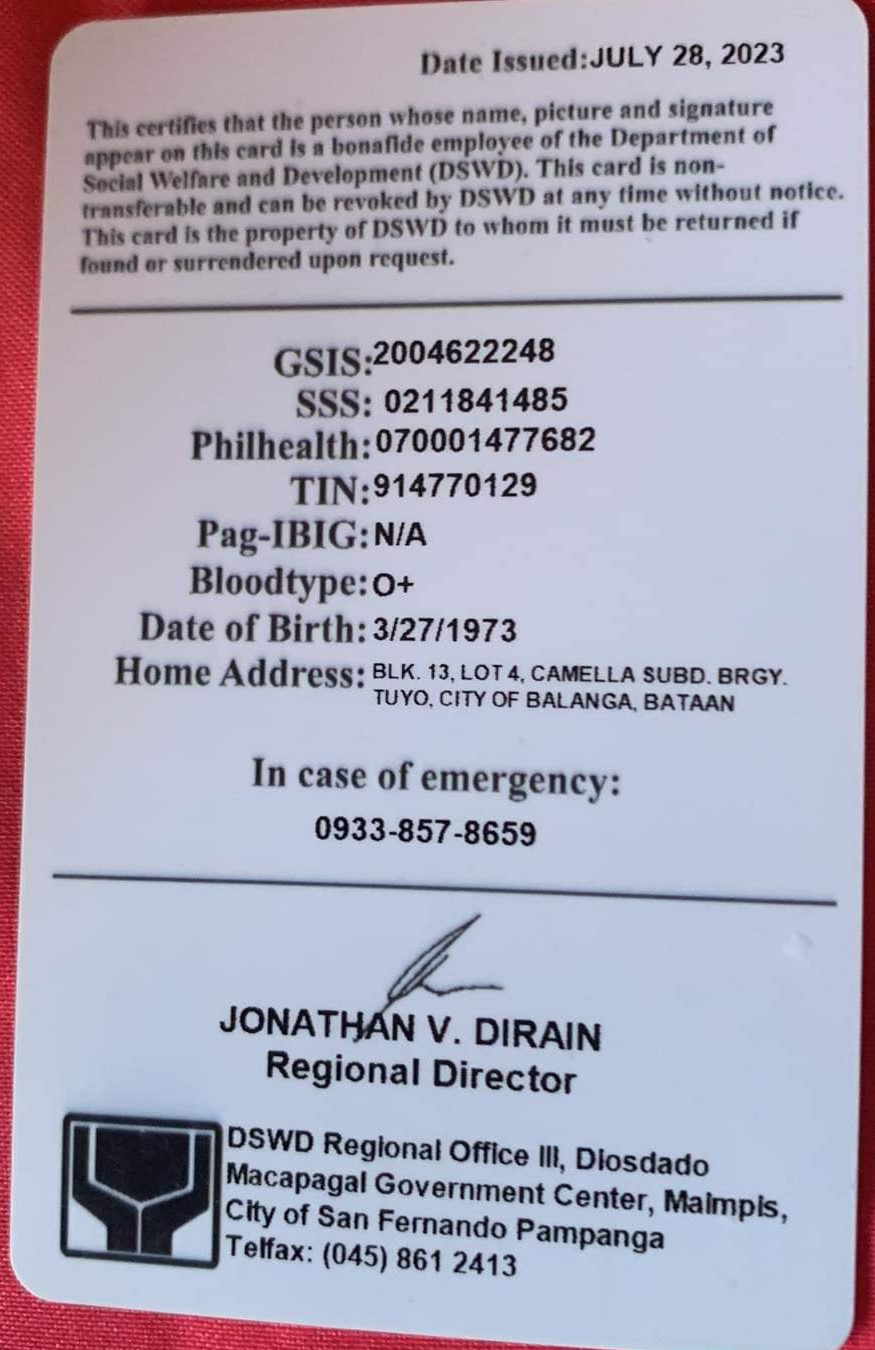 Date Issued:JULY 28, 2023
This certifies that the person whose name, picture and signature
appear on this card is a bonafide employee of the Department of
Social Welfare and Development (DSWD). This card is non-
transferable and can be revoked by DSWD at any time without notice.
This card is the property of DSWD to whom it must be returned if
found or surrendered upon request.
GSIS:2004622248
SSS: 0211841485
Philhealth:070001477682
TIN:914770129
Pag-IBIG:N/A
Bloodtype:O+
Date of Birth:3/27/1973
Home Address: BLK. 13, LOT 4, CAMELLA SUBD. BRGY.
TUYO, CITY OF BALANGA, BATAAN
In case of emergency:
0933-857-8659
JONATHAN V. DIRAIN
Regional Director
DSWD Regional Office III, Diosdado
Macapagal Government Center, Maimpis,
City of San Fernando Pampanga
Telfax: (045) 861 2413